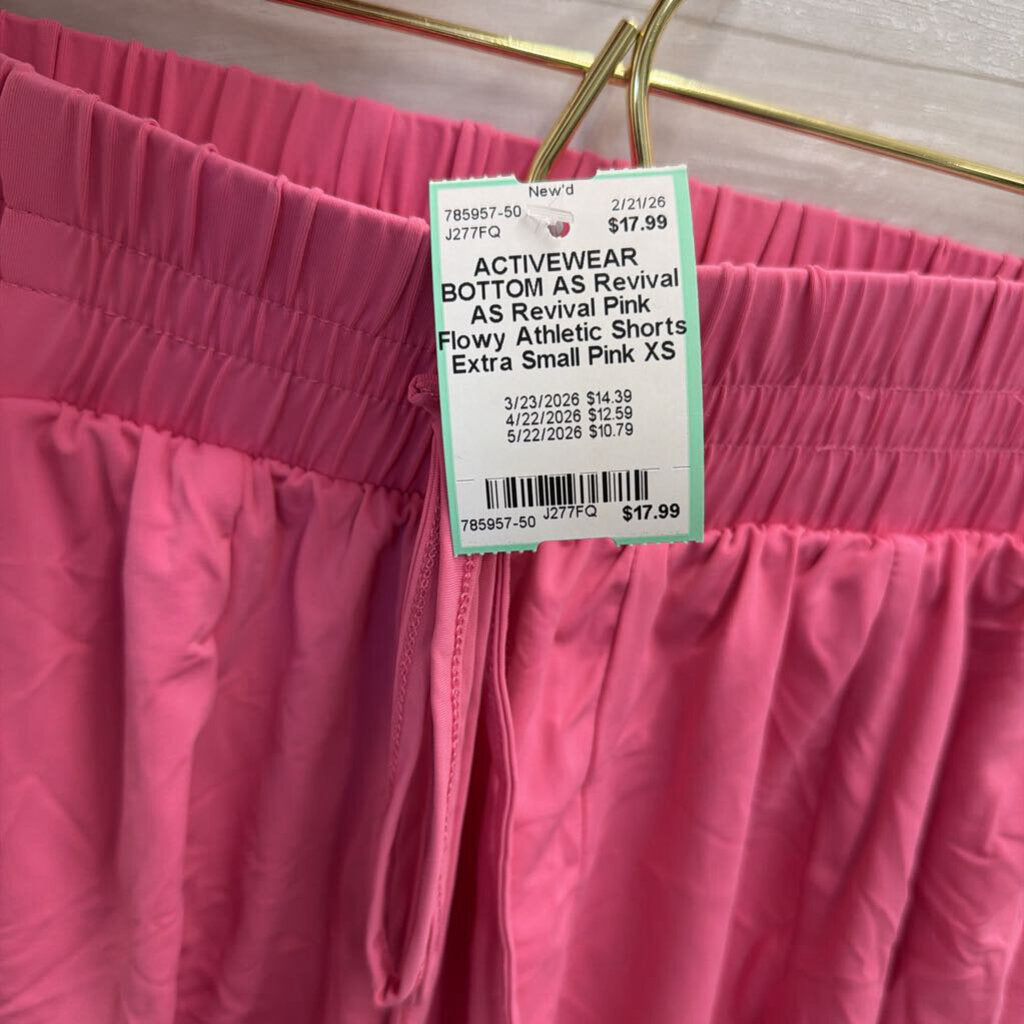 New'd
785957-50 2/21/26
J277FQ $17.99
ACTIVEWEAR
BOTTOM AS Revival
AS Revival Pink
Flowy Athletic Shorts
Extra Small Pink XS
3/23/2026 $14.39
4/22/2026 $12.59
5/22/2026 $10.79
785957-50 J277FQ $17.99